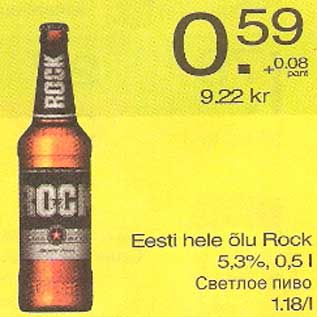 0.59
+0.08
pant
9.22 kr
ROCK
ROCK
Eesti hele õlu Rock
5,3%, 0,5 l
Светлое пиво
1.18/l